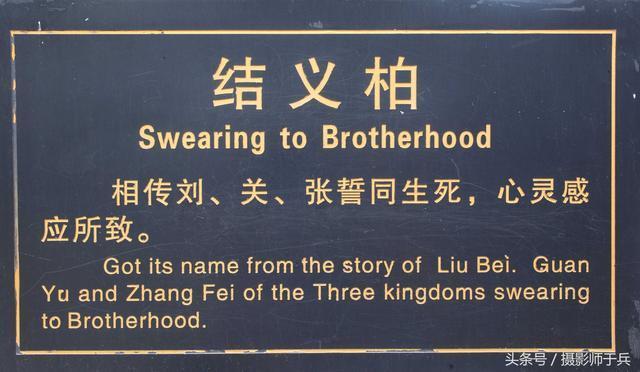 结义柏
Swearing to Brotherhood
相传刘、关、张誓同生死，心灵感
应所致。
Got its name from the story of Liu Bei. Guan
Yu and Zhang Fei of the Three kingdoms swearing
to Brotherhood.
头条号 / 摄影师于兵